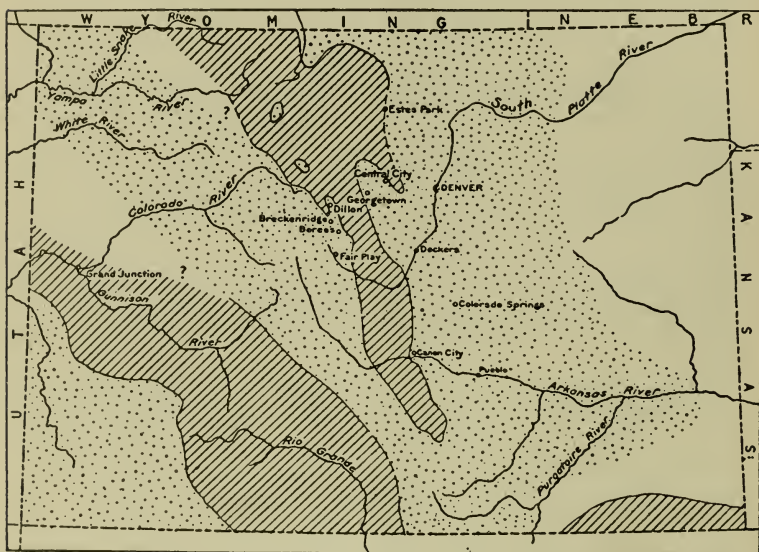 W Y O M I N G
N E B R
Little Snake River
Yampa River
?
White River
Estes Park
South Platte River
Central City
Georgetown
DENVER
Colorado River
Dillon
Breckenridge
Boreas
Fair Play
Deckers
Grand Junction
?
Gunnison River
Colorado Springs
Canon City
Pueblo
Arkansas River
Rio Grande
Purgatoire River
U T A H
K A N S A S